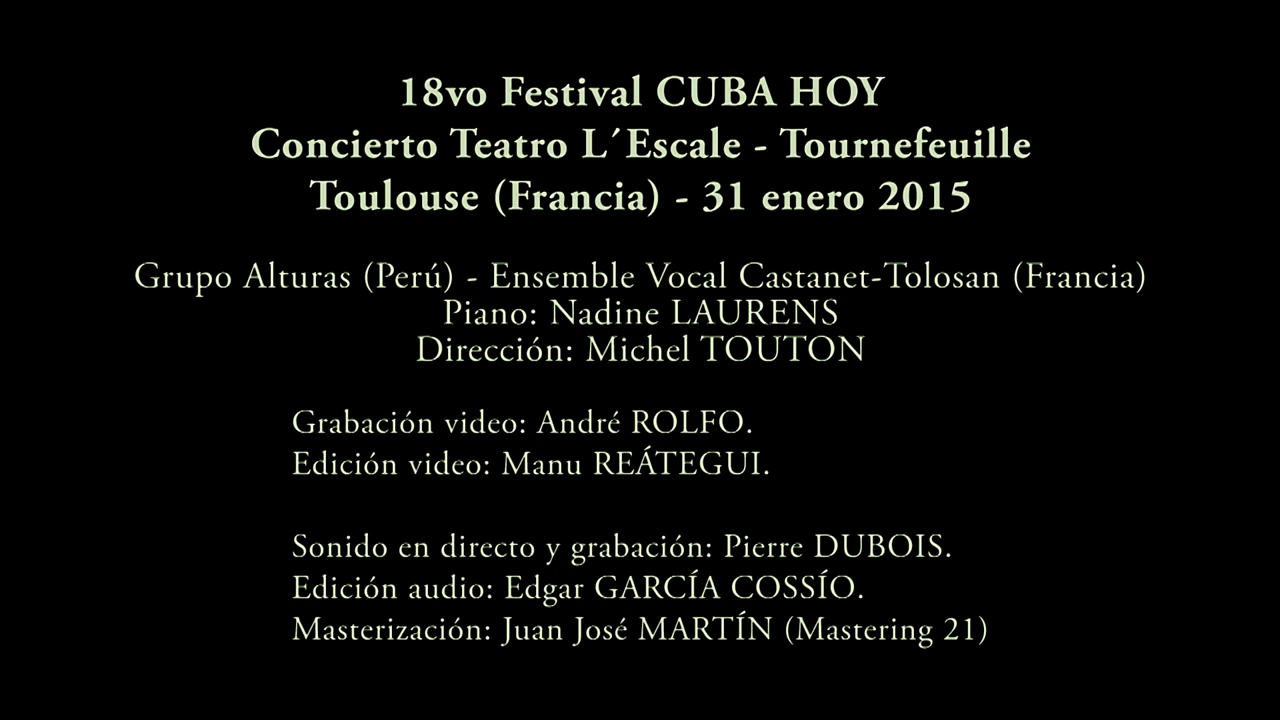 18vo Festival CUBA HOY
Concierto Teatro L´Escale - Tournefeuille
Toulouse (Francia) - 31 enero 2015
Grupo Alturas (Perú) - Ensemble Vocal Castanet-Tolosan (Francia)
Piano: Nadine LAURENS
Dirección: Michel TOUTON
Grabación video: André ROLFO.
Edición video: Manu REÁTEGUI.
Sonido en directo y grabación: Pierre DUBOIS.
Edición audio: Edgar GARCÍA COSSÍO.
Masterización: Juan José MARTÍN (Mastering 21)